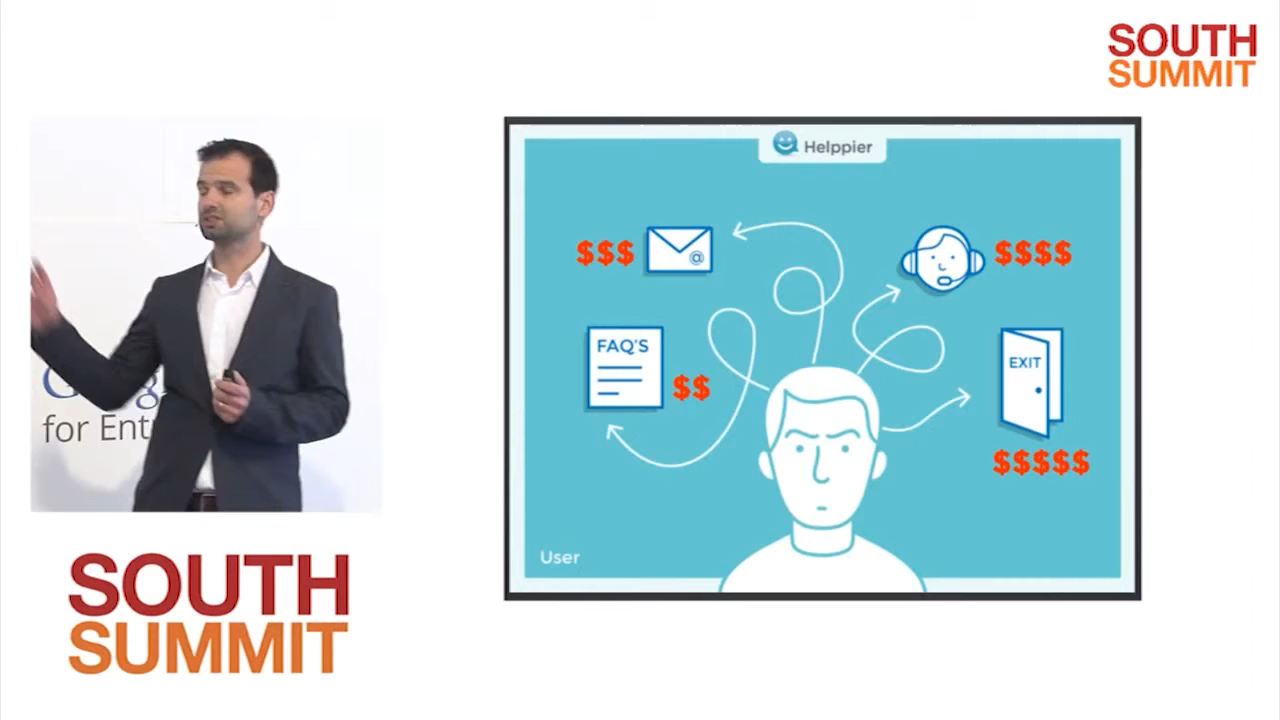 SOUTH
SUMMIT
for Ent
SOUTH
SUMMIT
Helppier
$$$
@
$$$$
FAQ'S
$$
EXIT
$$$$$
User